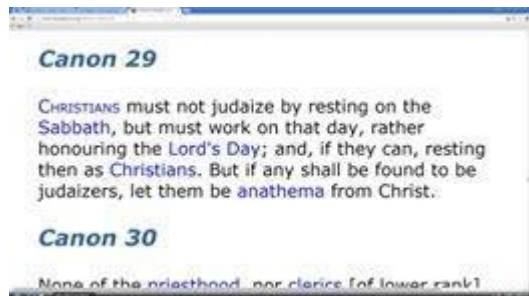 Canon 29
CHRISTIANS must not judaize by resting on the
Sabbath, but must work on that day, rather
honouring the Lord's Day; and, if they can, resting
then as Christians. But if any shall be found to be
judaizers, let them be anathema from Christ.
Canon 30
None of the priesthood, nor clerics [of lower rank]